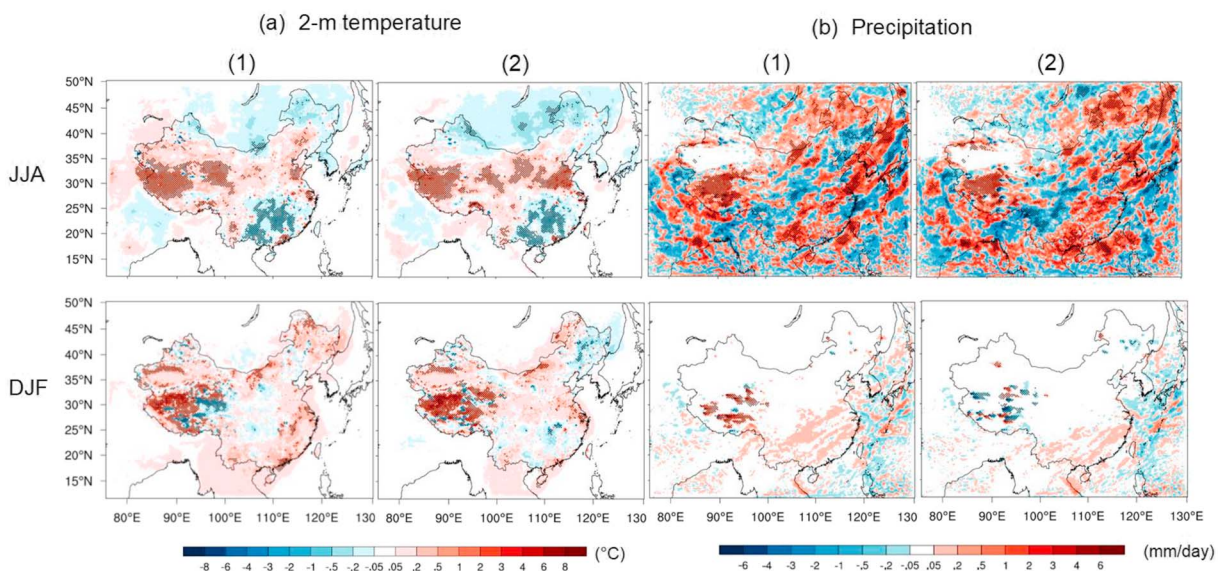 (a) 2-m temperature (b) Precipitation
(1) (2) (1) (2)
50°N
45°N
40°N
35°N
30°N
25°N
20°N
15°N
JJA
50°N
45°N
40°N
35°N
30°N
25°N
20°N
15°N
DJF
80°E 90°E 100°E 110°E 120°E 130 80°E 90°E 100°E 110°E 120°E 130 80°E 90°E 100°E 110°E 120°E 130 80°E 90°E 100°E 110°E 120°E 130°E
-8 -6 -4 -3 -2 -1 -.5 -.2 -.05 .05 .2 .5 1 2 3 4 6 8 (°C)
-6 -4 -3 -2 -1 -.5 -.2 -.05 .05 .2 .5 1 2 3 4 6 (mm/day)